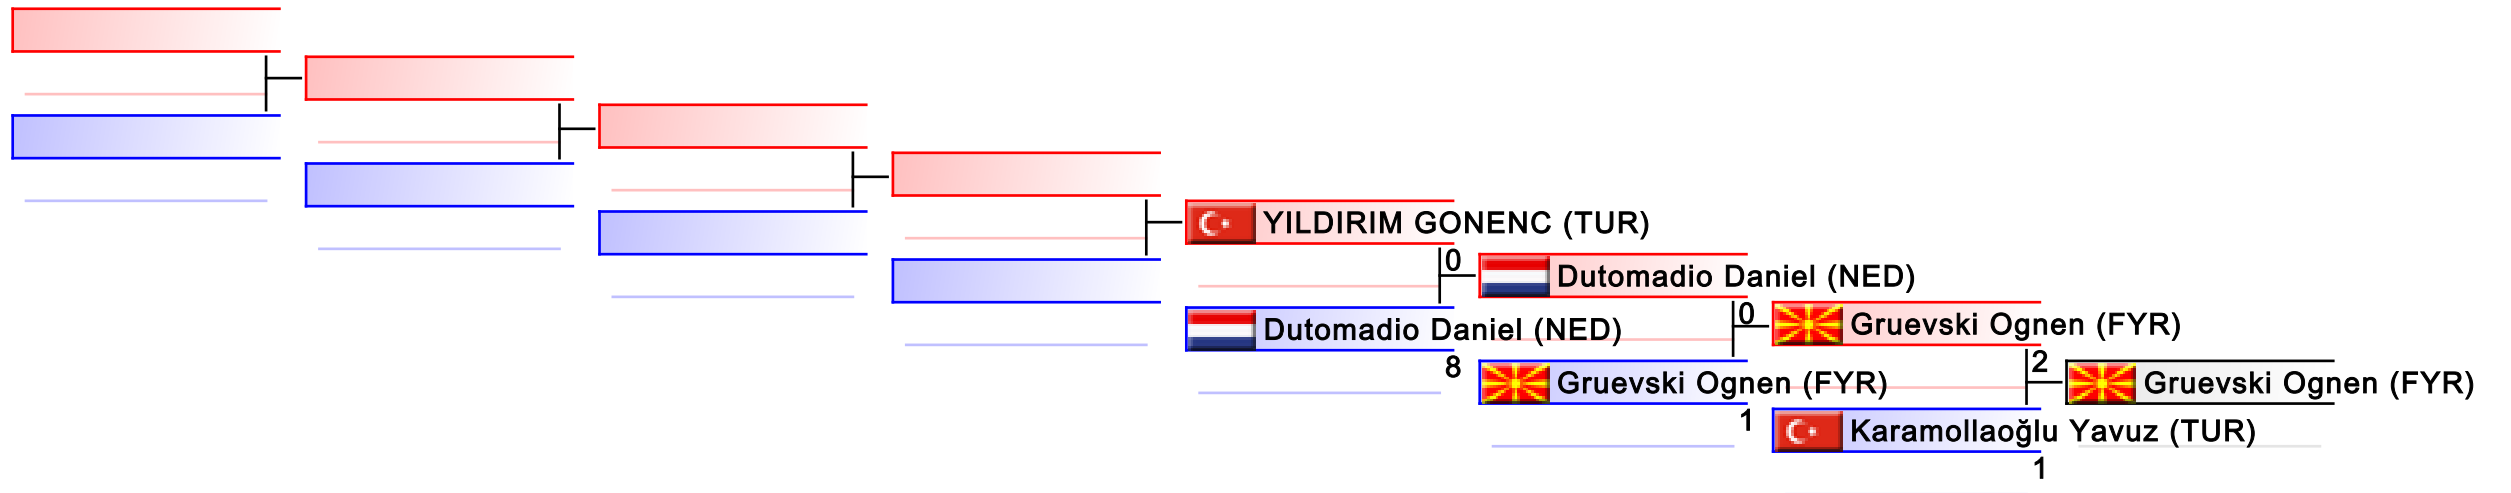 YILDIRIM GONENC (TUR)
0
Dutomadio Daniel (NED)
8
Dutomadio Daniel (NED)
0
Gruevski Ognen (FYR)
1
Gruevski Ognen (FYR)
2
Karamollaoğlu Yavuz (TUR)
1
Gruevski Ognen (FYR)